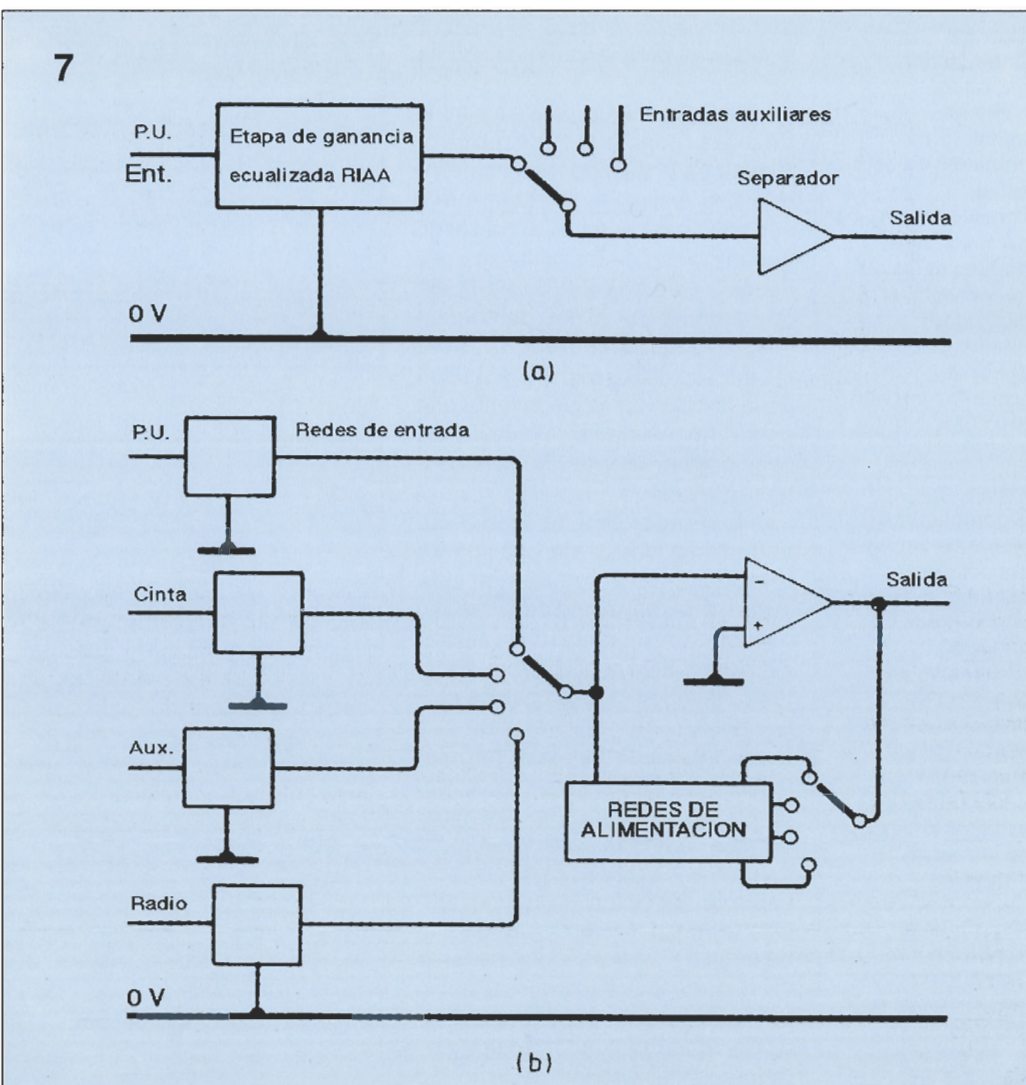 7
P.U.
Ent.
Etapa de ganancia
ecualizada RIAA
Entradas auxiliares
Separador
Salida
0 V
(a)
P.U.
Redes de entrada
Cinta
Aux.
Radio
-
+
Salida
REDES DE
ALIMENTACION
0 V
(b)